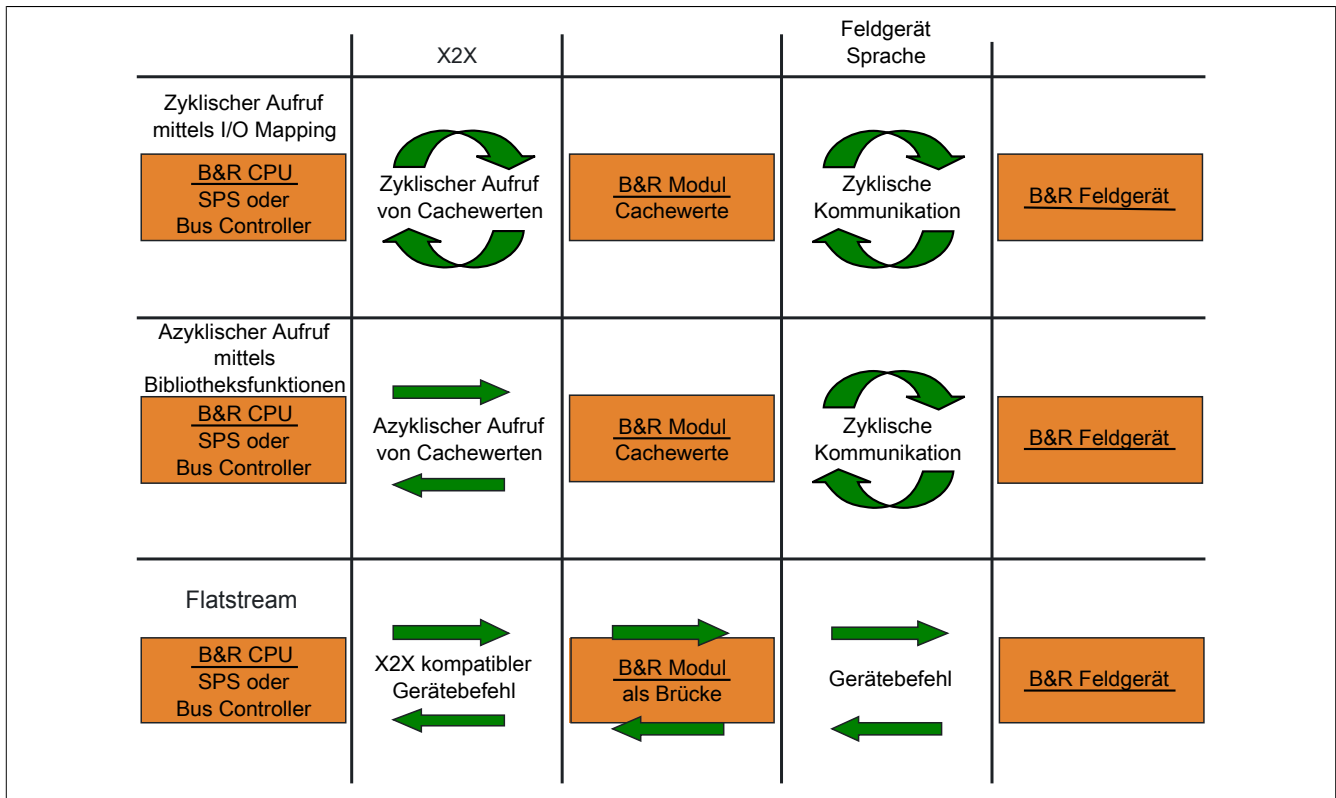 X2X
Feldgerät
Sprache
Zyklischer Aufruf
mittels I/O Mapping
B&R CPU
SPS oder
Bus Controller
Zyklischer Aufruf
von Cachewerten
B&R Modul
Cachewerte
Zyklische
Kommunikation
B&R Feldgerät
Azyklischer Aufruf
mittels
Bibliotheksfunktionen
B&R CPU
SPS oder
Bus Controller
Azyklischer Aufruf
von Cachewerten
B&R Modul
Cachewerte
Zyklische
Kommunikation
B&R Feldgerät
Flatstream
B&R CPU
SPS oder
Bus Controller
X2X kompatibler
Gerätebefehl
B&R Modul
als Brücke
Gerätebefehl
B&R Feldgerät